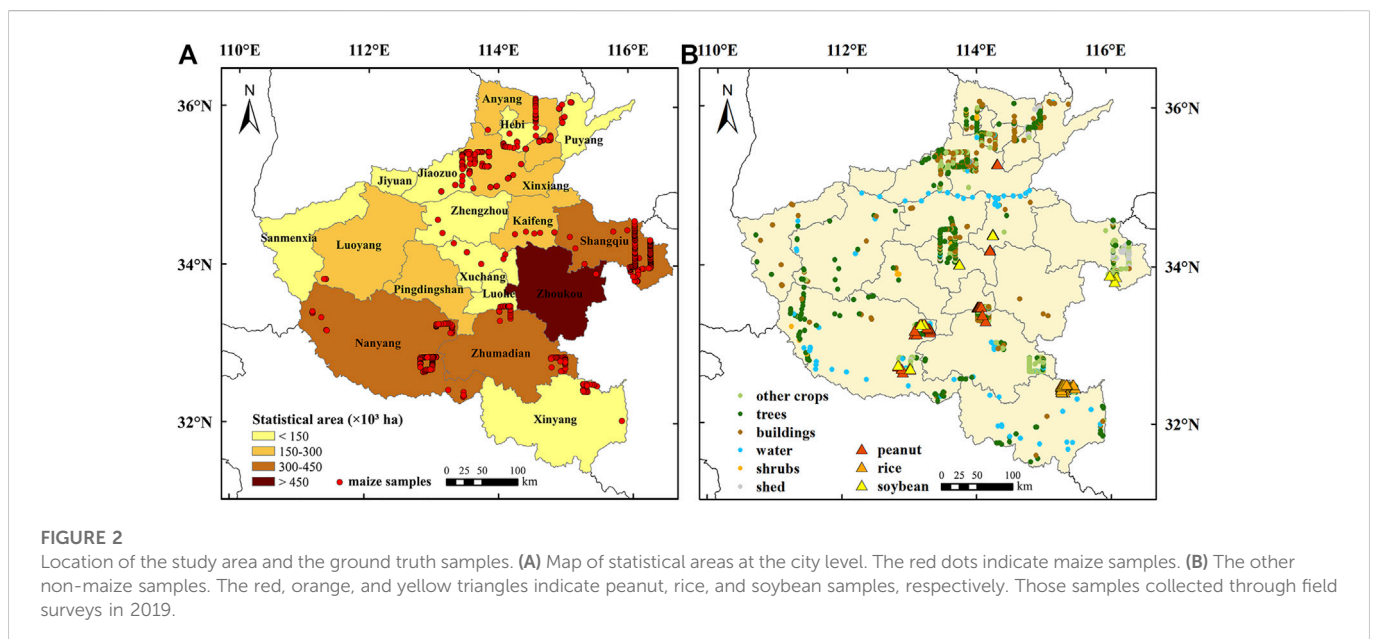 110°E 112°E 114°E 116°E
A
N
36°N
34°N
32°N
Anyang
Hebi
Puyang
Jiaozuo
Jiyuan
Xinxiang
Zhengzhou
Kaifeng
Sanmenxia
Luoyang
Shangqiu
Xuchang
Pingdingshan
Luohe
Zhoukou
Nanyang
Zhumadian
Xinyang
Statistical area (×10³ ha)
< 150
150-300
300-450
> 450
maize samples
0 25 50 100
km
110°E 112°E 114°E 116°E
B
N
36°N
34°N
32°N
other crops
trees
buildings
water
shrubs
shed
peanut
rice
soybean
0 25 50 100
km
FIGURE 2
Location of the study area and the ground truth samples. (A) Map of statistical areas at the city level. The red dots indicate maize samples. (B) The other
non-maize samples. The red, orange, and yellow triangles indicate peanut, rice, and soybean samples, respectively. Those samples collected through field
surveys in 2019.